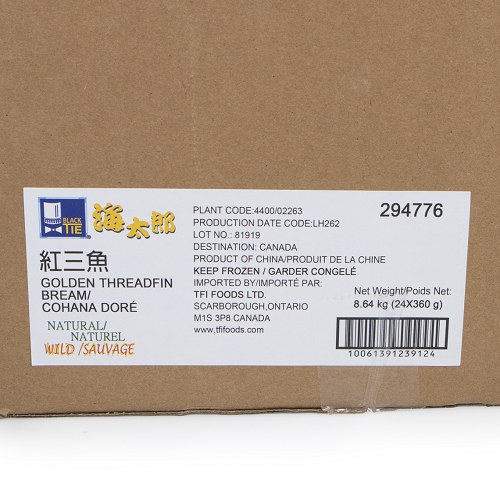 BLACK
TIE
漁太郎
紅三魚
GOLDEN THREADFIN
BREAM/
COHANA DORÉ
NATURAL/
NATUREL
WILD /SAUVAGE
PLANT CODE:4400/02263
PRODUCTION DATE CODE:LH262
LOT NO.: 81919
DESTINATION: CANADA
PRODUCT OF CHINA/PRODUIT DE LA CHINE
KEEP FROZEN / GARDER CONGELÉ
IMPORTED BY/IMPORTÉ PAR:
TFI FOODS LTD.
SCARBOROUGH,ONTARIO
M1S 3P8 CANADA
www.tfifoods.com
294776
Net Weight/Poids Net:
8.64 kg (24X360 g)
10061391239124